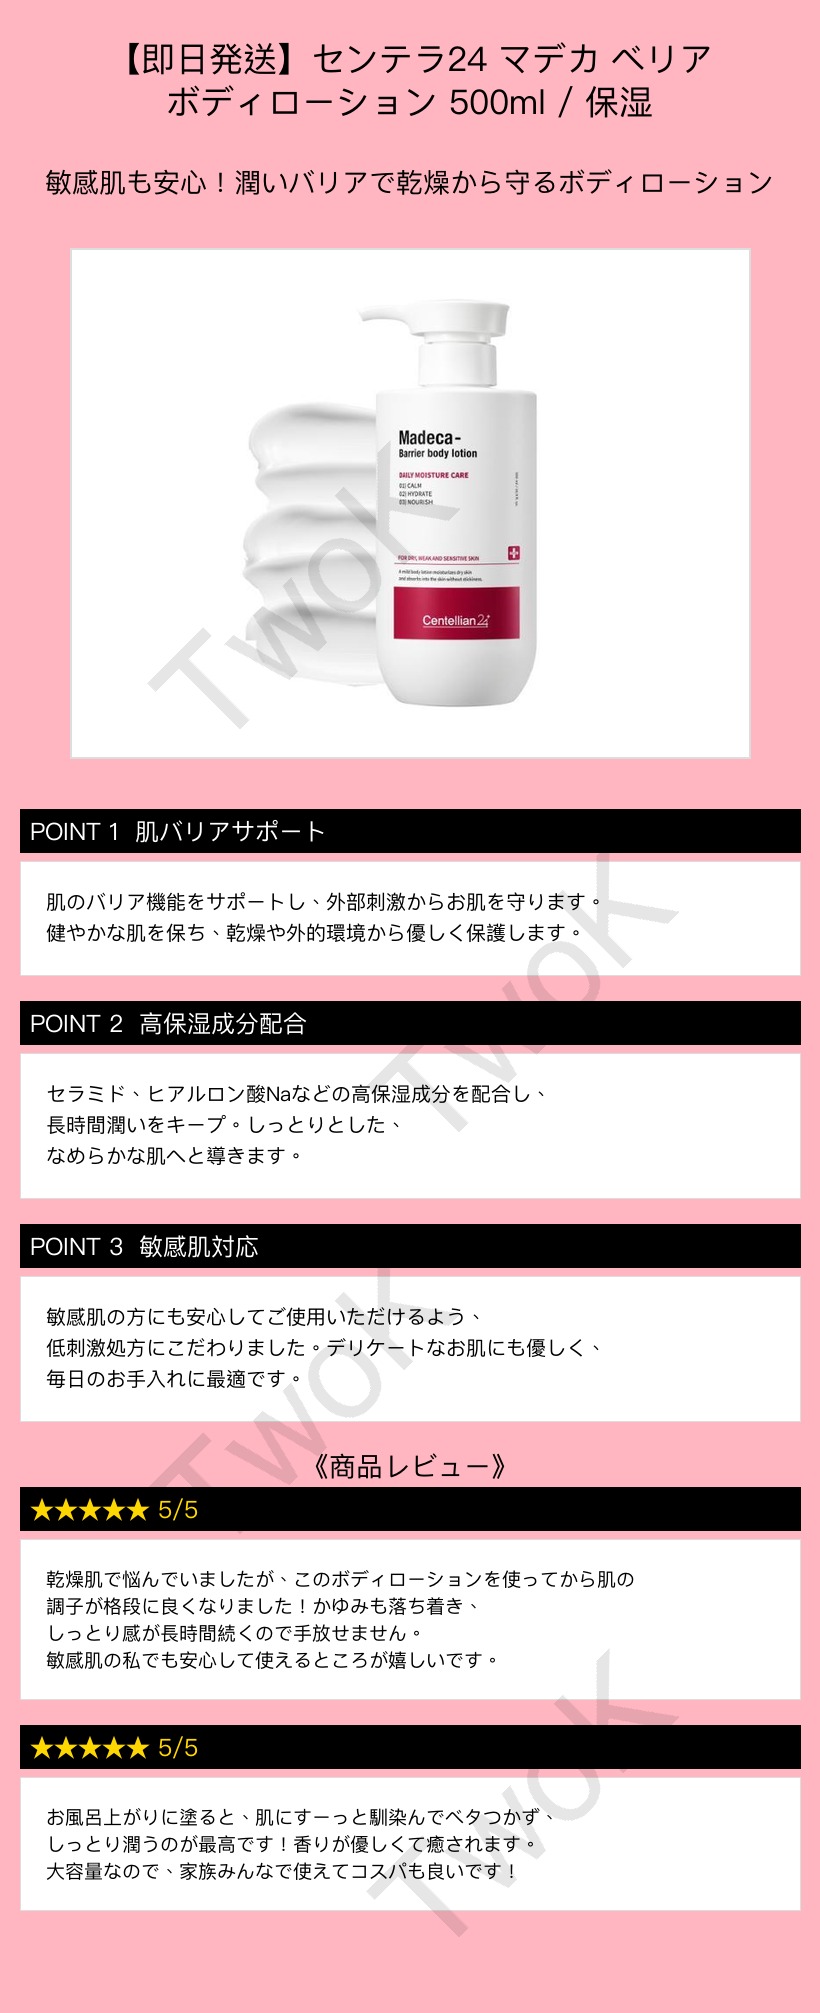 【即日発送】センテラ24 マデカ ベリア
ボディローション 500ml / 保湿
敏感肌も安心！潤いバリアで乾燥から守るボディローション
Madeca-
Barrier body lotion
DAILY MOISTURE CARE
01| CALM
02| HYDRATE
03| NOURISH
FOR DRY, WEAK AND SENSITIVE SKIN
A mild body lotion moisturizes dry skin
and absorbs into the skin without stickiness.
Centellian24
TwoK
POINT 1 肌バリアサポート
肌のバリア機能をサポートし、外部刺激からお肌を守ります。
健やかな肌を保ち、乾燥や外的環境から優しく保護します。
TwoK
POINT 2 高保湿成分配合
セラミド、ヒアルロン酸Naなどの高保湿成分を配合し、
長時間潤いをキープ。しっとりとした、
なめらかな肌へと導きます。
POINT 3 敏感肌対応
敏感肌の方にも安心してご使用いただけるよう、
低刺激処方にこだわりました。デリケートなお肌にも優しく、
毎日のお手入れに最適です。
TwoK
《商品レビュー》
★★★★★ 5/5
乾燥肌で悩んでいましたが、このボディローションを使ってから肌の
調子が格段に良くなりました！かゆみも落ち着き、
しっとり感が長時間続くので手放せません。
敏感肌の私でも安心して使えるところが嬉しいです。
★★★★★ 5/5
お風呂上がりに塗ると、肌にすーっと馴染んでベタつかず、
しっとり潤うのが最高です！香りが優しくて癒されます。
大容量なので、家族みんなで使えてコスパも良いです！
TwoK